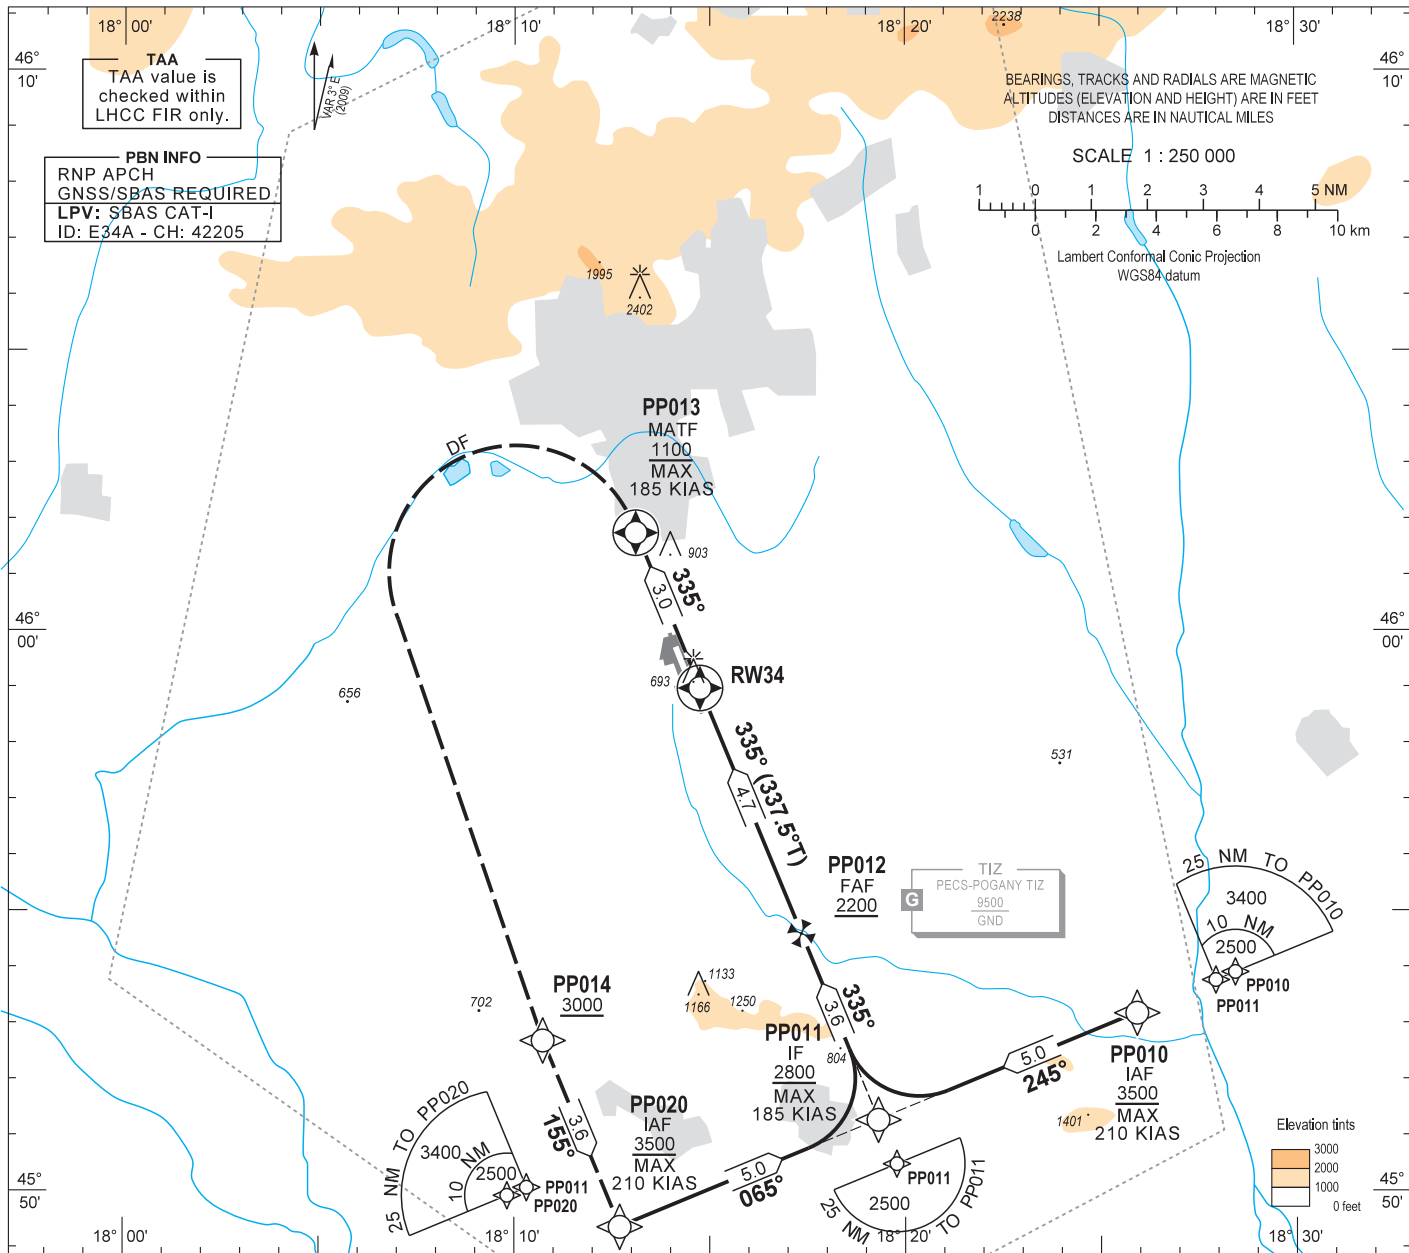 18° 00'
18° 10'
18° 20'
18° 30'
2238
46°
10'
46°
10'
TAA
TAA value is
checked within
LHCC FIR only.
VAR 3° E
(2009)
BEARINGS, TRACKS AND RADIALS ARE MAGNETIC
ALTITUDES (ELEVATION AND HEIGHT) ARE IN FEET
DISTANCES ARE IN NAUTICAL MILES
SCALE 1 : 250 000
1 0 1 2 3 4 5 NM
0 2 4 6 8 10 km
Lambert Conformal Conic Projection
WGS84 datum
PBN INFO
RNP APCH
GNSS/SBAS REQUIRED
LPV: SBAS CAT-I
ID: E34A - CH: 42205
1995
2402
PP013
MATF
1100
MAX
185 KIAS
DF
903
335°
3.0
46°
00'
46°
00'
693
RW34
656
531
335° (337.5°T)
4.7
PP012
FAF
2200
TIZ
PECS-POGANY TIZ
9500
GND
G
25 NM TO PP010
3400
10 NM
2500
PP010
PP011
PP014
3000
702
1133
1166
1250
335°
3.6
804
PP011
IF
2800
MAX
185 KIAS
5.0
245°
PP010
IAF
3500
MAX
210 KIAS
1401
25 NM TO PP020
3400
10 NM
2500
PP011
PP020
3.6
155°
PP020
IAF
3500
MAX
210 KIAS
5.0
065°
PP011
2500
25 NM TO PP011
Elevation tints
3000
2000
1000
0 feet
45°
50'
45°
50'
18° 00'
18° 10'
18° 20'
18° 30'